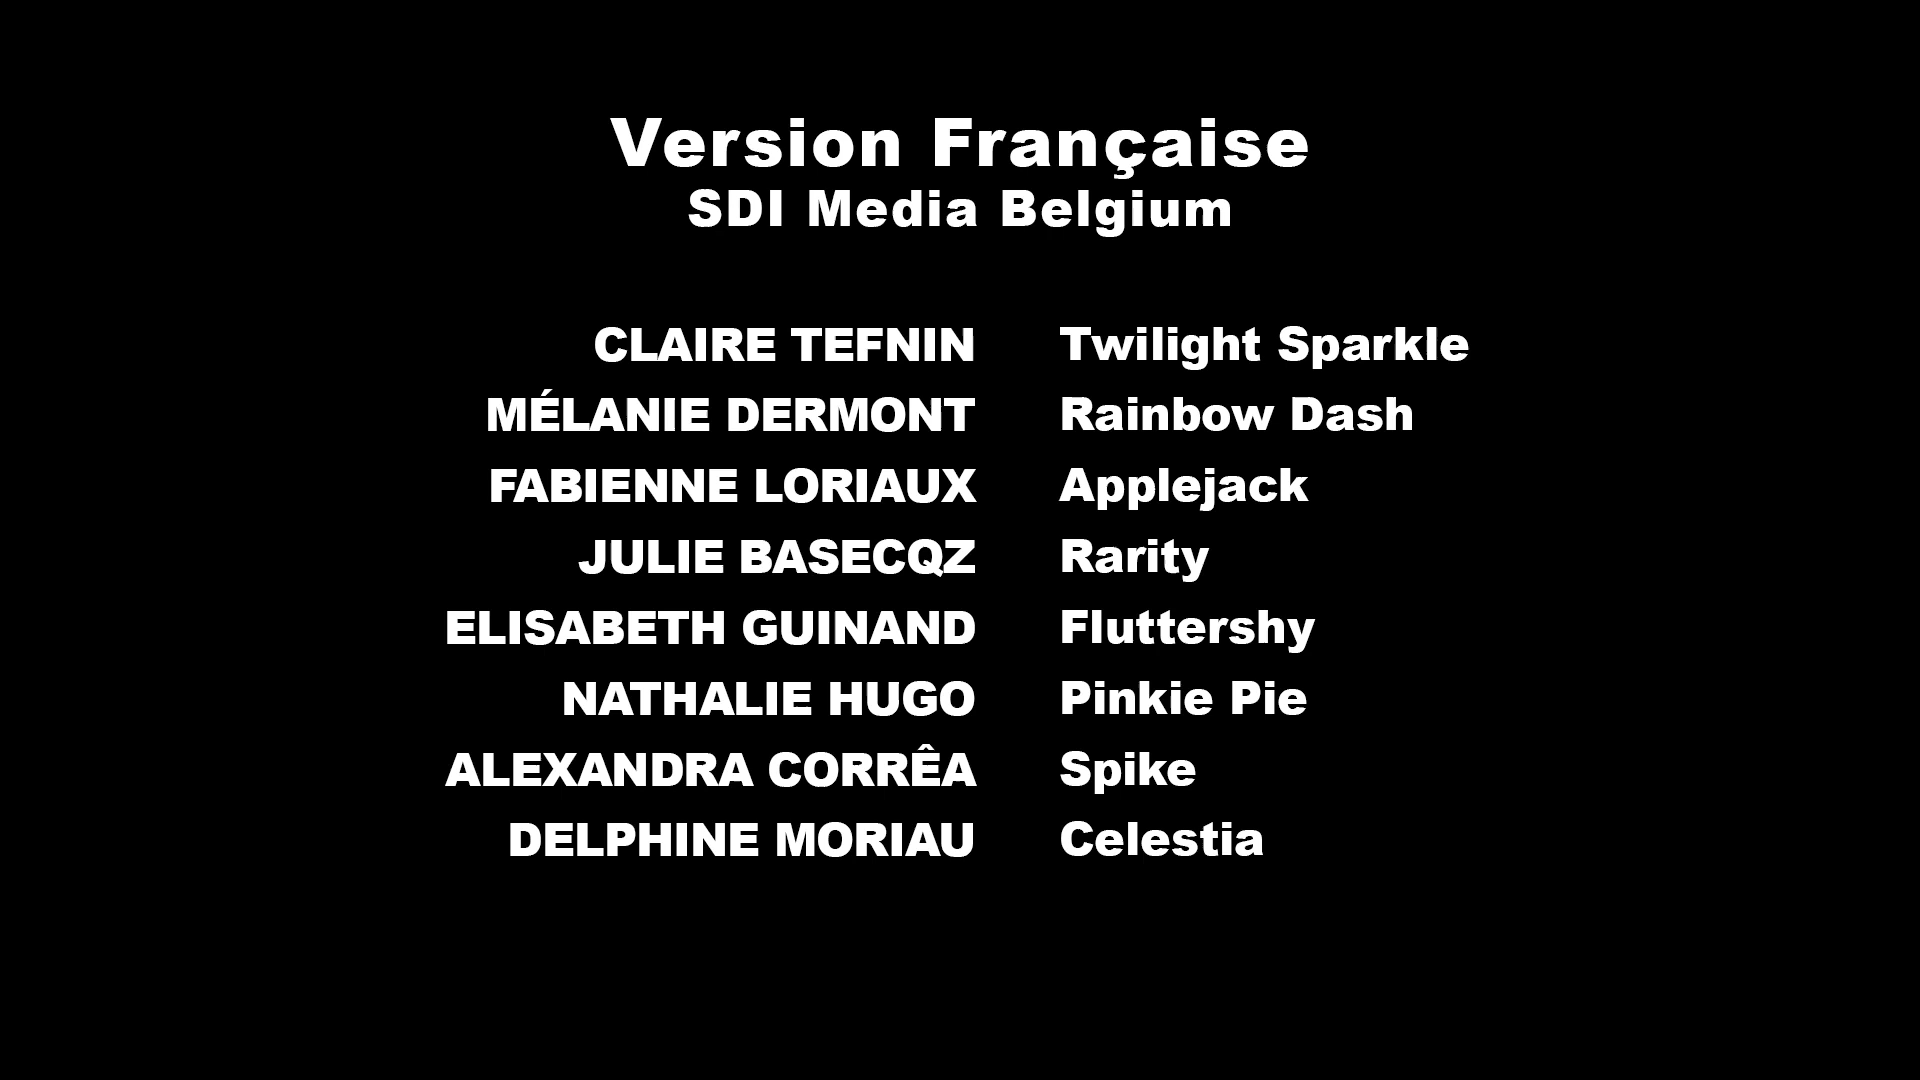 Version Française
SDI Media Belgium
CLAIRE TEFNIN Twilight Sparkle
MÉLANIE DERMONT Rainbow Dash
FABIENNE LORIAUX Applejack
JULIE BASECQZ Rarity
ELISABETH GUINAND Fluttershy
NATHALIE HUGO Pinkie Pie
ALEXANDRA CORRÊA Spike
DELPHINE MORIAU Celestia